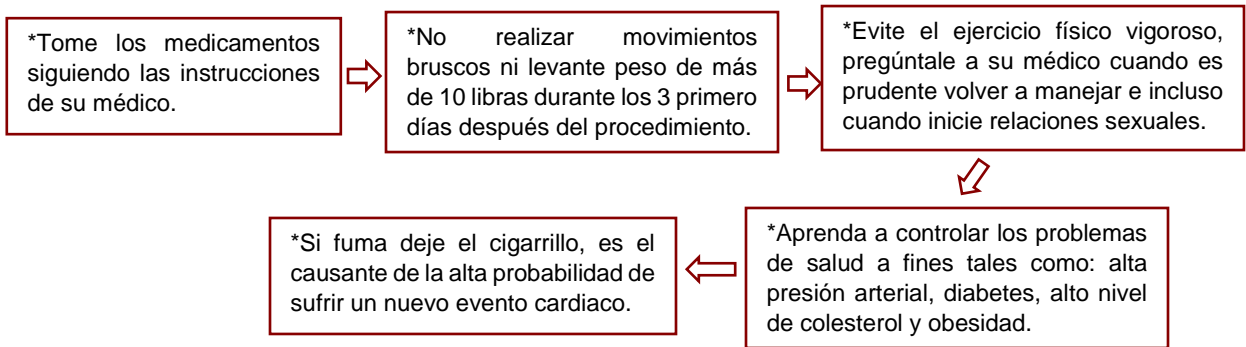 *Tome los medicamentos
siguiendo las instrucciones
de su médico.
*No realizar movimientos
bruscos ni levante peso de más
de 10 libras durante los 3 primero
días después del procedimiento.
*Evite el ejercicio físico vigoroso,
pregúntale a su médico cuando es
prudente volver a manejar e incluso
cuando inicie relaciones sexuales.
*Aprenda a controlar los problemas
de salud a fines tales como: alta
presión arterial, diabetes, alto nivel
de colesterol y obesidad.
*Si fuma deje el cigarrillo, es el
causante de la alta probabilidad de
sufrir un nuevo evento cardiaco.